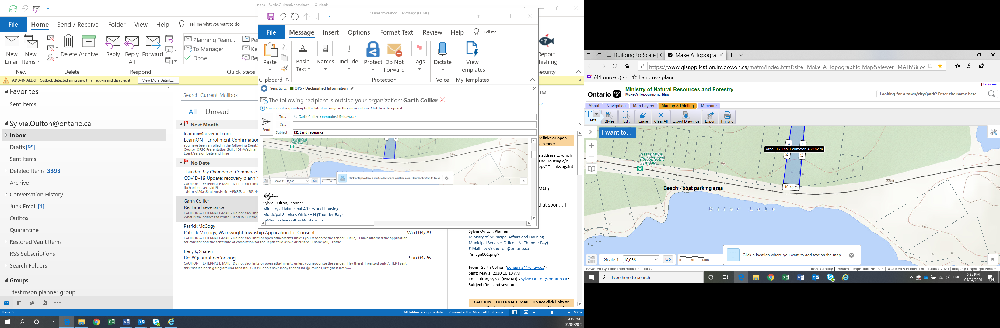 Inbox - Sylvie.Oulton@ontario.ca - Outlook
File Home Send / Receive Folder View Help Tell me what you want to do
New Email
New Items
Delete Archive
Reply
Reply All
Forward
Planning Team...
To Manager
Done
New Delete Respond Quick Steps
Report
Security
ADD-IN ALERT Outlook detected an issue with an add-in and disabled it. View More Details...
Favorites
Sent Items
Sylvie.Oulton@ontario.ca
Inbox
Drafts [95]
Sent Items
Deleted Items 3393
Archive
Conversation History
Junk Email [1]
Outbox
Quarantine
Restored Vault Items
RSS Subscriptions
Search Folders
Groups
test mson planner group
Items: 5
Search Current Mailbox
All Unread
Next Month
learnon@noverant.com
LearnON - Enrollment Confirmation
You have been enrolled in the following Event/
Course: OPSC-Presentation Skills 101 (Webinar)
Event/Session Date and Time:
No Date
Thunder Bay Chamber of Commerce
COVID-19 Update: recovery planni
CAUTION -- EXTERNAL E-MAIL - Do not click link
tbchamber.ca/covid19
<http://r20.rs6.net/on.jsp?ca=f563f8aa-e303-44
Garth Collier
Re: Land severance
CAUTION -- EXTERNAL E-MAIL - Do not click link
What is the address to which I send it? Is it the
Patrick McGogy
Patrick Mcgogy, Wainwright township Application for Consent Wed 04/29
CAUTION -- EXTERNAL E-MAIL - Do not click links or open attachments unless you recognize the sender. Hello, I have attached the application
for consent and the certificate of completion for the septic feild as we discussed. Thank you, Patric...
Benyik, Sharen
Re: #QuarantineCooking Sun 04/26
CAUTION -- EXTERNAL E-MAIL - Do not click links or open attachments unless you recognize the sender. Hey there! I realized only AFTER I sent
this that it's been going around for a bit. Guess I don't have many friends lol cause I just got it last w...
RE: Land severance - Message (HTML)
File Message Insert Options Format Text Review Help Tell me
Paste
Basic Text
Names
Include
Protect
Do Not Forward
Tags
Dictate
View Templates
Clipboard Protection Voice My Templates
Sensitivity: OPS - Unclassified Information
The following recipient is outside your organization: Garth Collier
You are not responding to the latest message in this conversation. Click here to open it.
Send
To... Garth Collier <penguins4@shaw.ca>
Cc...
Subject RE: Land severance
(PASSENGER
STATION)
335m
Scale 1: 18,056 Go 30
Click or tap to draw a multi-sided shape and find area. Double-click/tap to finish.
Sylvie
Sylvie Oulton, Planner
Ministry of Municipal Affairs and Housing
Municipal Services Office – N (Thunder Bay)
E-Mail: sylvie.oulton@ontario.ca
ck links or open
e sender.
e address to which
and Housing c/o
eps? Thanks again!
MAH)
that soon... I
Sylvie Oulton, Planner
Ministry of Municipal Affairs and Housing
Municipal Services Office – N (Thunder Bay)
E-Mail: sylvie.oulton@ontario.ca
<image001.png>
From: Garth Collier <penguins4@shaw.ca>
Sent: May 1, 2020 10:13 AM
To: Oulton, Sylvie (MMAH) <Sylvie.Oulton@ontario.ca>
Subject: Re: Land severance
CAUTION -- EXTERNAL E-MAIL - Do not click links or
All folders are up to date. Connected to: Microsoft Exchange 100%
5:35 PM
05/04/2020
Building to Scale | Make A Topogra
https://www.gisapplication.lrc.gov.on.ca/matm/Index.html?site=Make_A_Topographic_Map&viewer=MATM&loc
(41 unread) - s Land use planr
[ Français ]
Ontario
Ministry of Natural Resources and Forestry
Make A Topographic Map
Looking for a town/city/park? Enter the name here...
About Navigation Map Layers Markup & Printing Measure
Text Styles Edit Erase Clear All Export Drawings Export Printing
I want to...
Area: 0.70 ha; Perimeter: 459.82 m
OTTERMERE
(PASSENGER
STATION)
340
40.78 m
335m
Beach - boat parking area
Otter Lake
340
330
Scale 1: 18,056 Go 0 30 60m
Click a location where you want to add text on the map.
Powered By Land Information Ontario
Accessibility | Privacy | Important Notices | © Queen's Printer For Ontario, 2020 | Imagery Copyright Notices
Type here to search
ENG
5:35 PM
05/04/2020
14